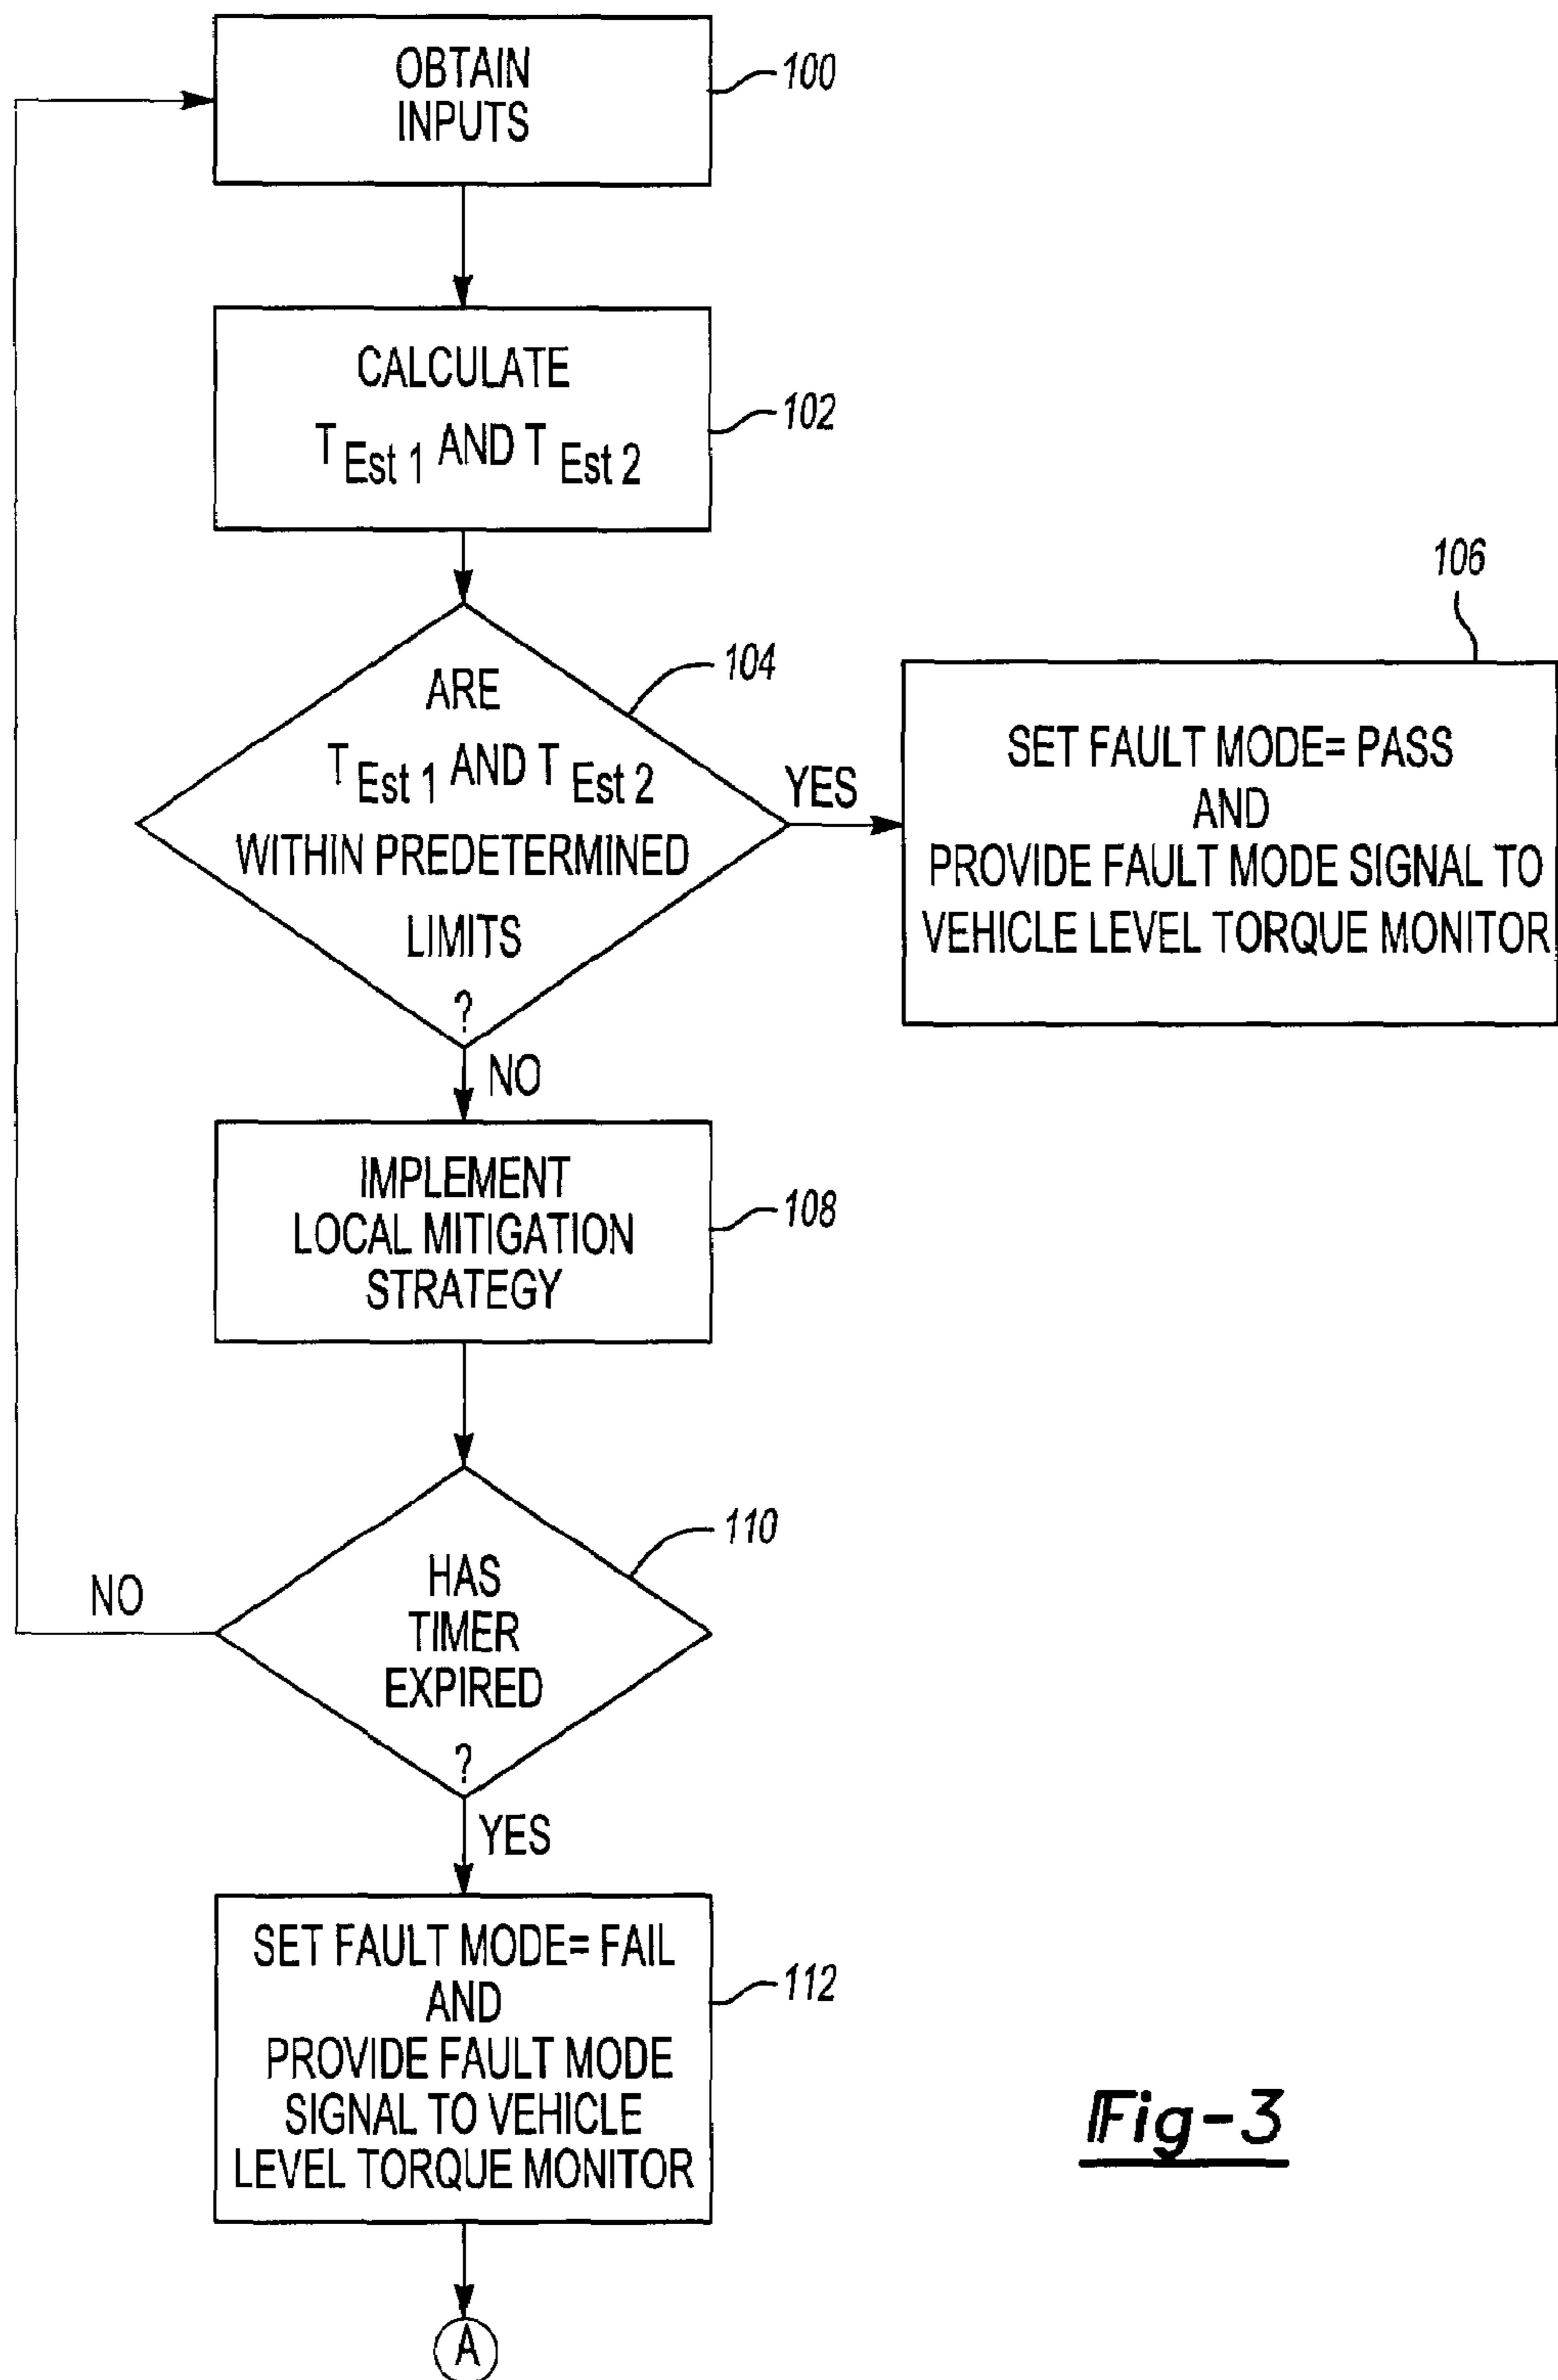 OBTAIN
INPUTS
100
CALCULATE
T Est 1 AND T Est 2
102
ARE
T Est 1 AND T Est 2
WITHIN PREDETERMINED
LIMITS
?
104
YES
106
SET FAULT MODE= PASS
AND
PROVIDE FAULT MODE SIGNAL TO
VEHICLE LEVEL TORQUE MONITOR
NO
IMPLEMENT
LOCAL MITIGATION
STRATEGY
108
HAS
TIMER
EXPIRED
?
110
NO
YES
SET FAULT MODE= FAIL
AND
PROVIDE FAULT MODE
SIGNAL TO VEHICLE
LEVEL TORQUE MONITOR
112
A
Fig-3